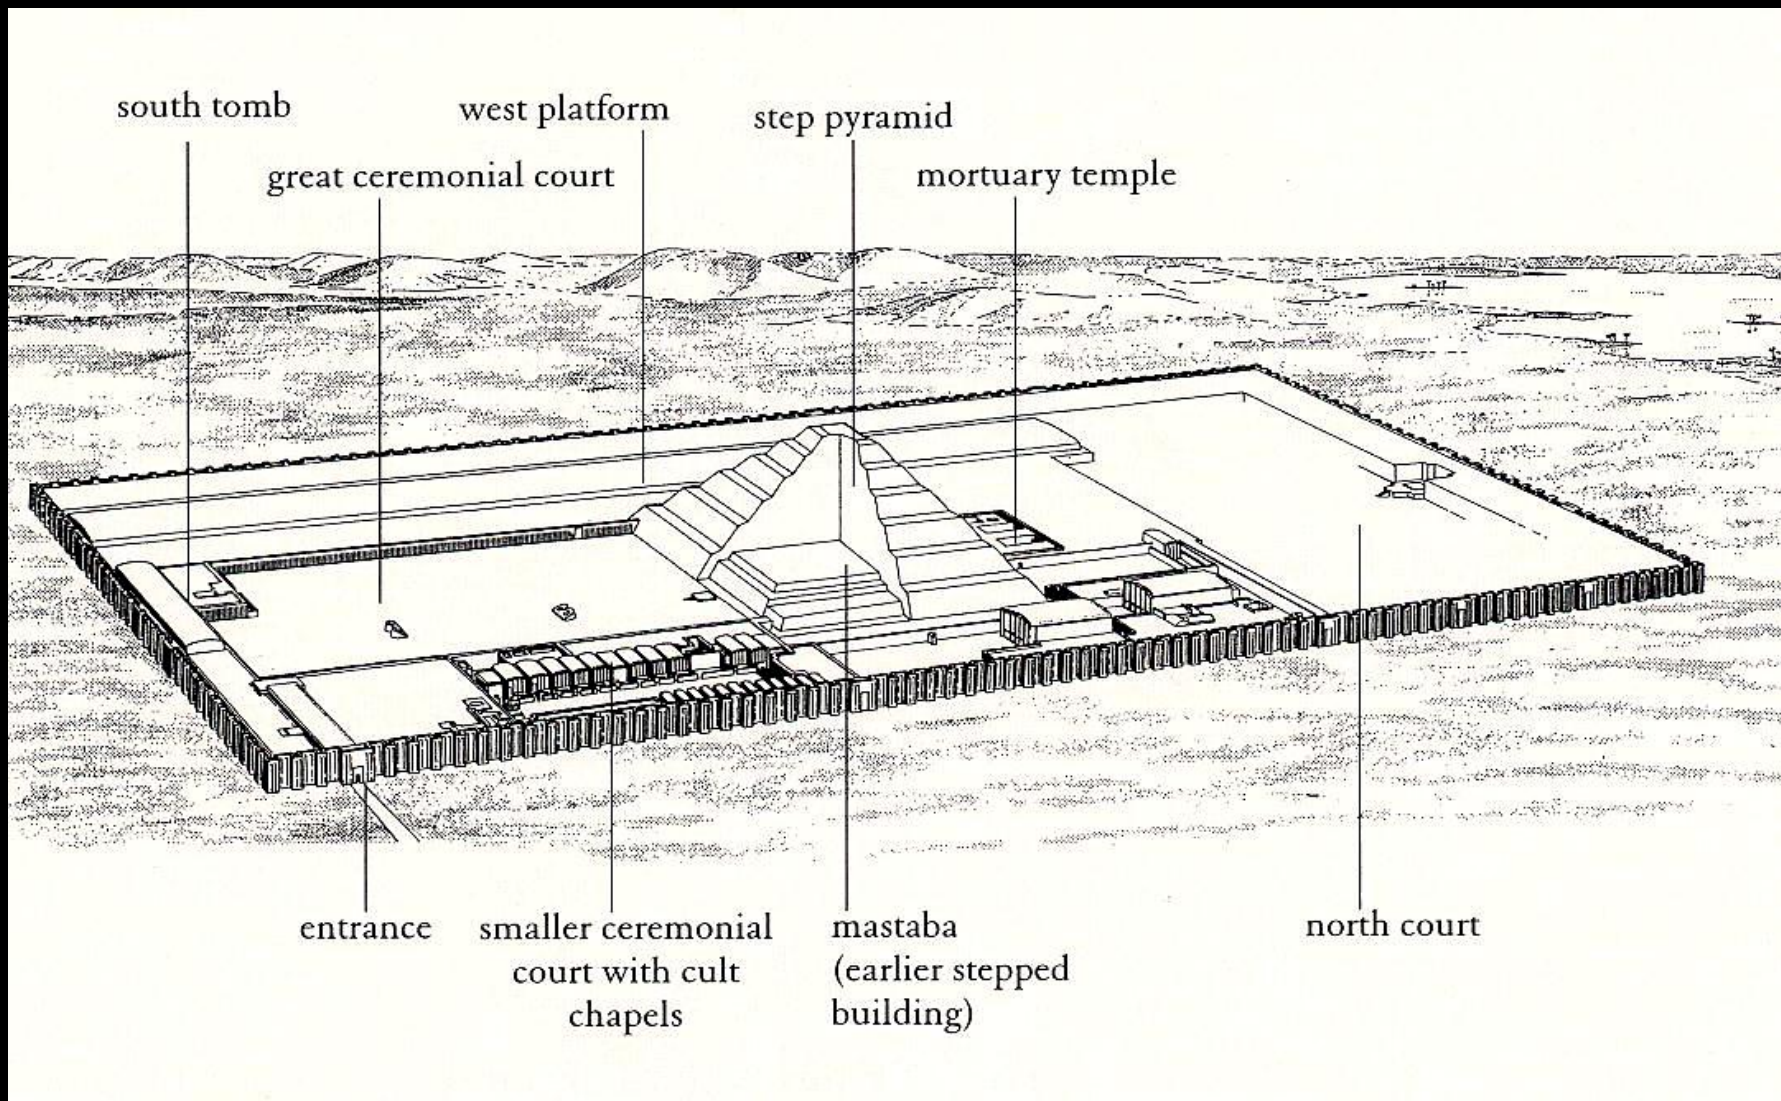 south tomb
west platform
step pyramid
great ceremonial court
mortuary temple
entrance
smaller ceremonial
court with cult
chapels
mastaba
(earlier stepped
building)
north court